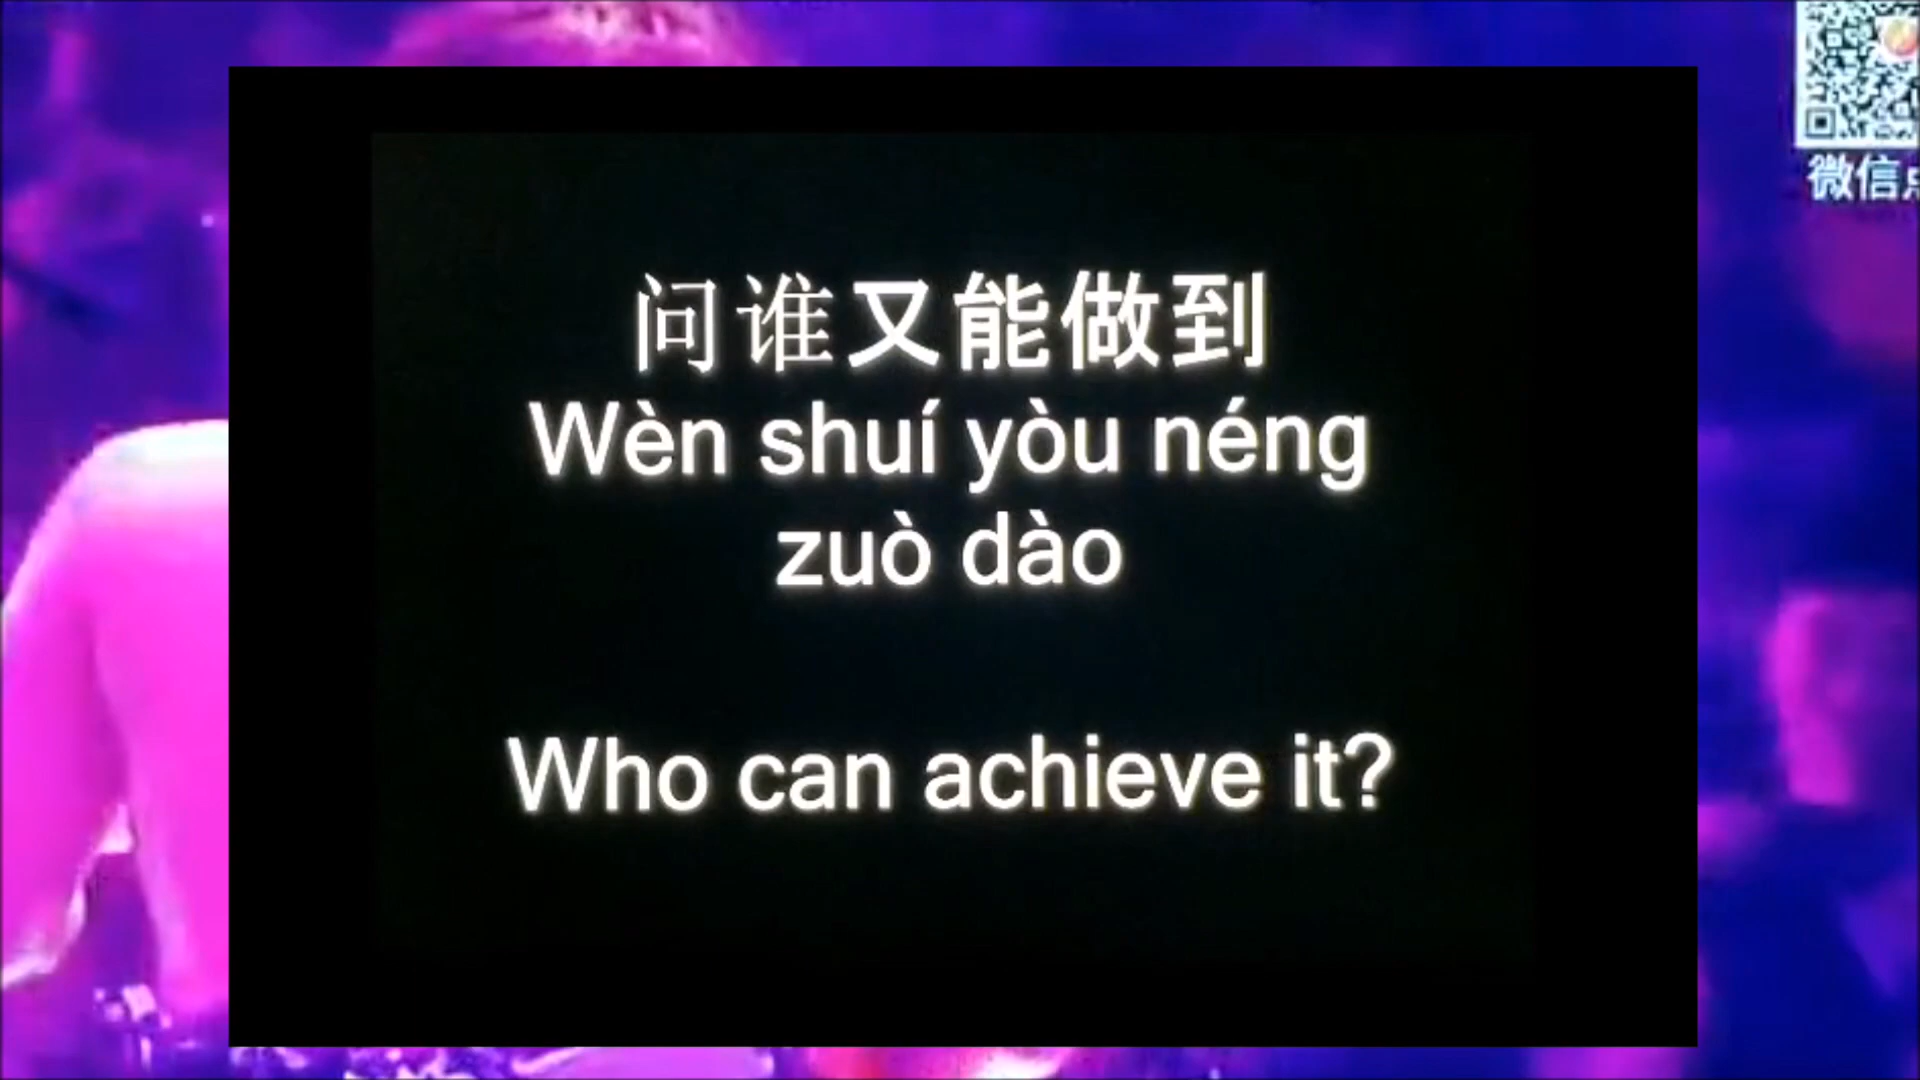 微信
问谁又能做到
Wèn shuí yòu néng
zuò dào
Who can achieve it?